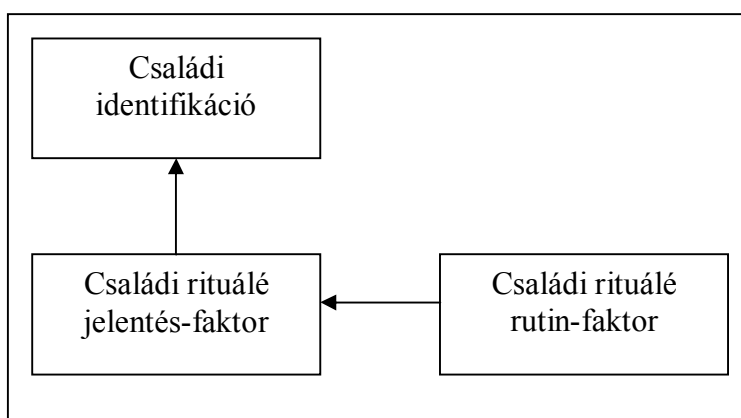 Családi
identifikáció
Családi rituálé
jelentés-faktor
Családi rituálé
rutin-faktor